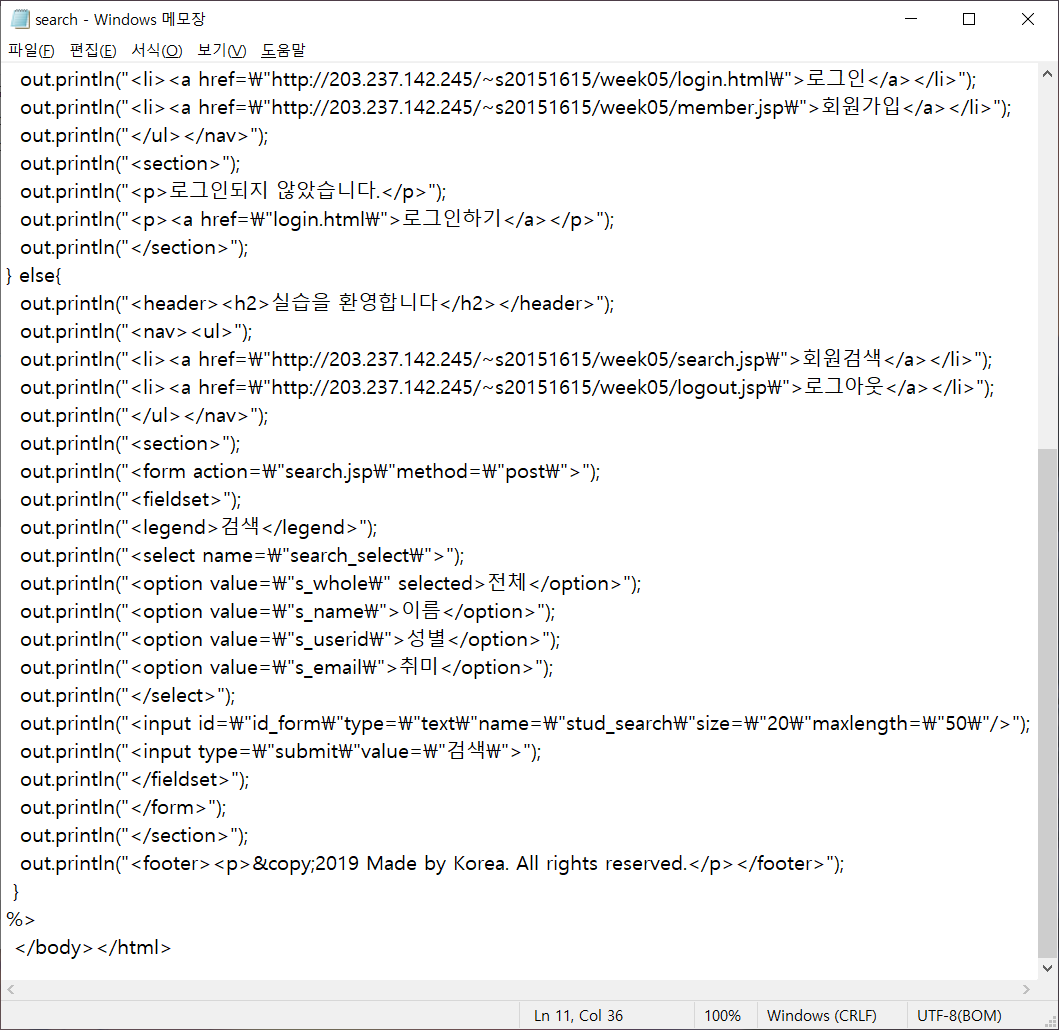 search - Windows 메모장
파일(F) 편집(E) 서식(O) 보기(V) 도움말
out.println("<li><a href=₩"http://203.237.142.245/~s20151615/week05/login.html₩">로그인</a></li>");
out.println("<li><a href=₩"http://203.237.142.245/~s20151615/week05/member.jsp₩">회원가입</a></li>");
out.println("</ul></nav>");
out.println("<section>");
out.println("<p>로그인되지 않았습니다.</p>");
out.println("<p><a href=₩"login.html₩">로그인하기</a></p>");
out.println("</section>");
} else{
out.println("<header><h2>실습을 환영합니다</h2></header>");
out.println("<nav><ul>");
out.println("<li><a href=₩"http://203.237.142.245/~s20151615/week05/search.jsp₩">회원검색</a></li>");
out.println("<li><a href=₩"http://203.237.142.245/~s20151615/week05/logout.jsp₩">로그아웃</a></li>");
out.println("</ul></nav>");
out.println("<section>");
out.println("<form action=₩"search.jsp₩"method=₩"post₩">");
out.println("<fieldset>");
out.println("<legend>검색</legend>");
out.println("<select name=₩"search_select₩">");
out.println("<option value=₩"s_whole₩" selected>전체</option>");
out.println("<option value=₩"s_name₩">이름</option>");
out.println("<option value=₩"s_userid₩">성별</option>");
out.println("<option value=₩"s_email₩">취미</option>");
out.println("</select>");
out.println("<input id=₩"id_form₩"type=₩"text₩"name=₩"stud_search₩"size=₩"20₩"maxlength=₩"50₩"/>");
out.println("<input type=₩"submit₩"value=₩"검색₩">");
out.println("</fieldset>");
out.println("</form>");
out.println("</section>");
out.println("<footer><p>&copy;2019 Made by Korea. All rights reserved.</p></footer>");
}
%>
</body></html>
Ln 11, Col 36 100% Windows (CRLF) UTF-8(BOM)